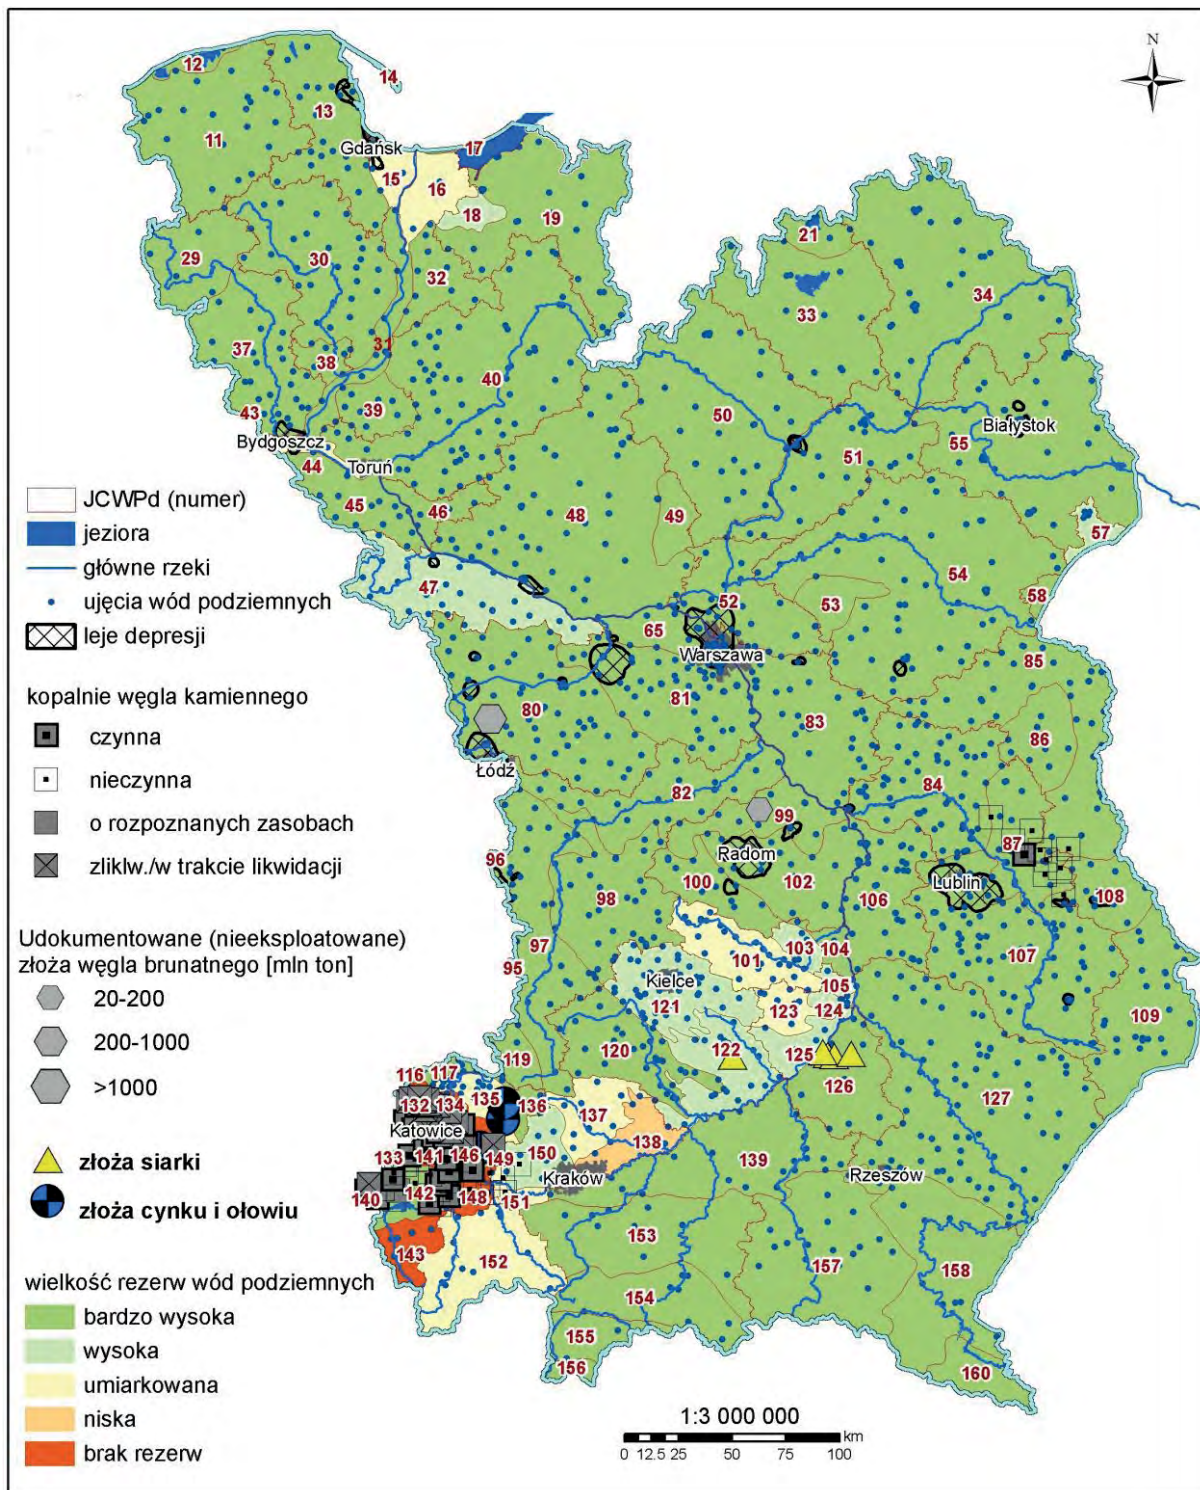 N
12
14
13
11
Gdańsk
17
15
16
18
19
21
29
30
32
34
33
37
31
38
40
39
43
50
Bydgoszcz
Białystok
55
51
44
Toruń
45
46
48
49
57
54
47
52
53
58
65
Warszawa
85
81
80
83
86
Łódź
82
84
99
87
96
Radom
Lublin
100
102
98
106
108
97
103
104
107
101
95
Kielce
105
121
123
124
109
119
120
122
125
126
116
117
127
132
134
135
136
137
Katowice
138
133
141
146
149
150
139
Kraków
Rzeszów
140
142
148
151
143
152
153
157
158
154
155
156
160
JCWPd (numer)
jeziora
główne rzeki
ujęcia wód podziemnych
leje depresji
kopalnie węgla kamiennego
czynna
nieczynna
o rozpoznanych zasobach
zliklw./w trakcie likwidacji
Udokumentowane (nieeksploatowane)
złoża węgla brunatnego [mln ton]
20-200
200-1000
>1000
złoża siarki
złoża cynku i ołowiu
wielkość rezerw wód podziemnych
bardzo wysoka
wysoka
umiarkowana
niska
brak rezerw
1:3 000 000
km
0 12.5 25 50 75 100